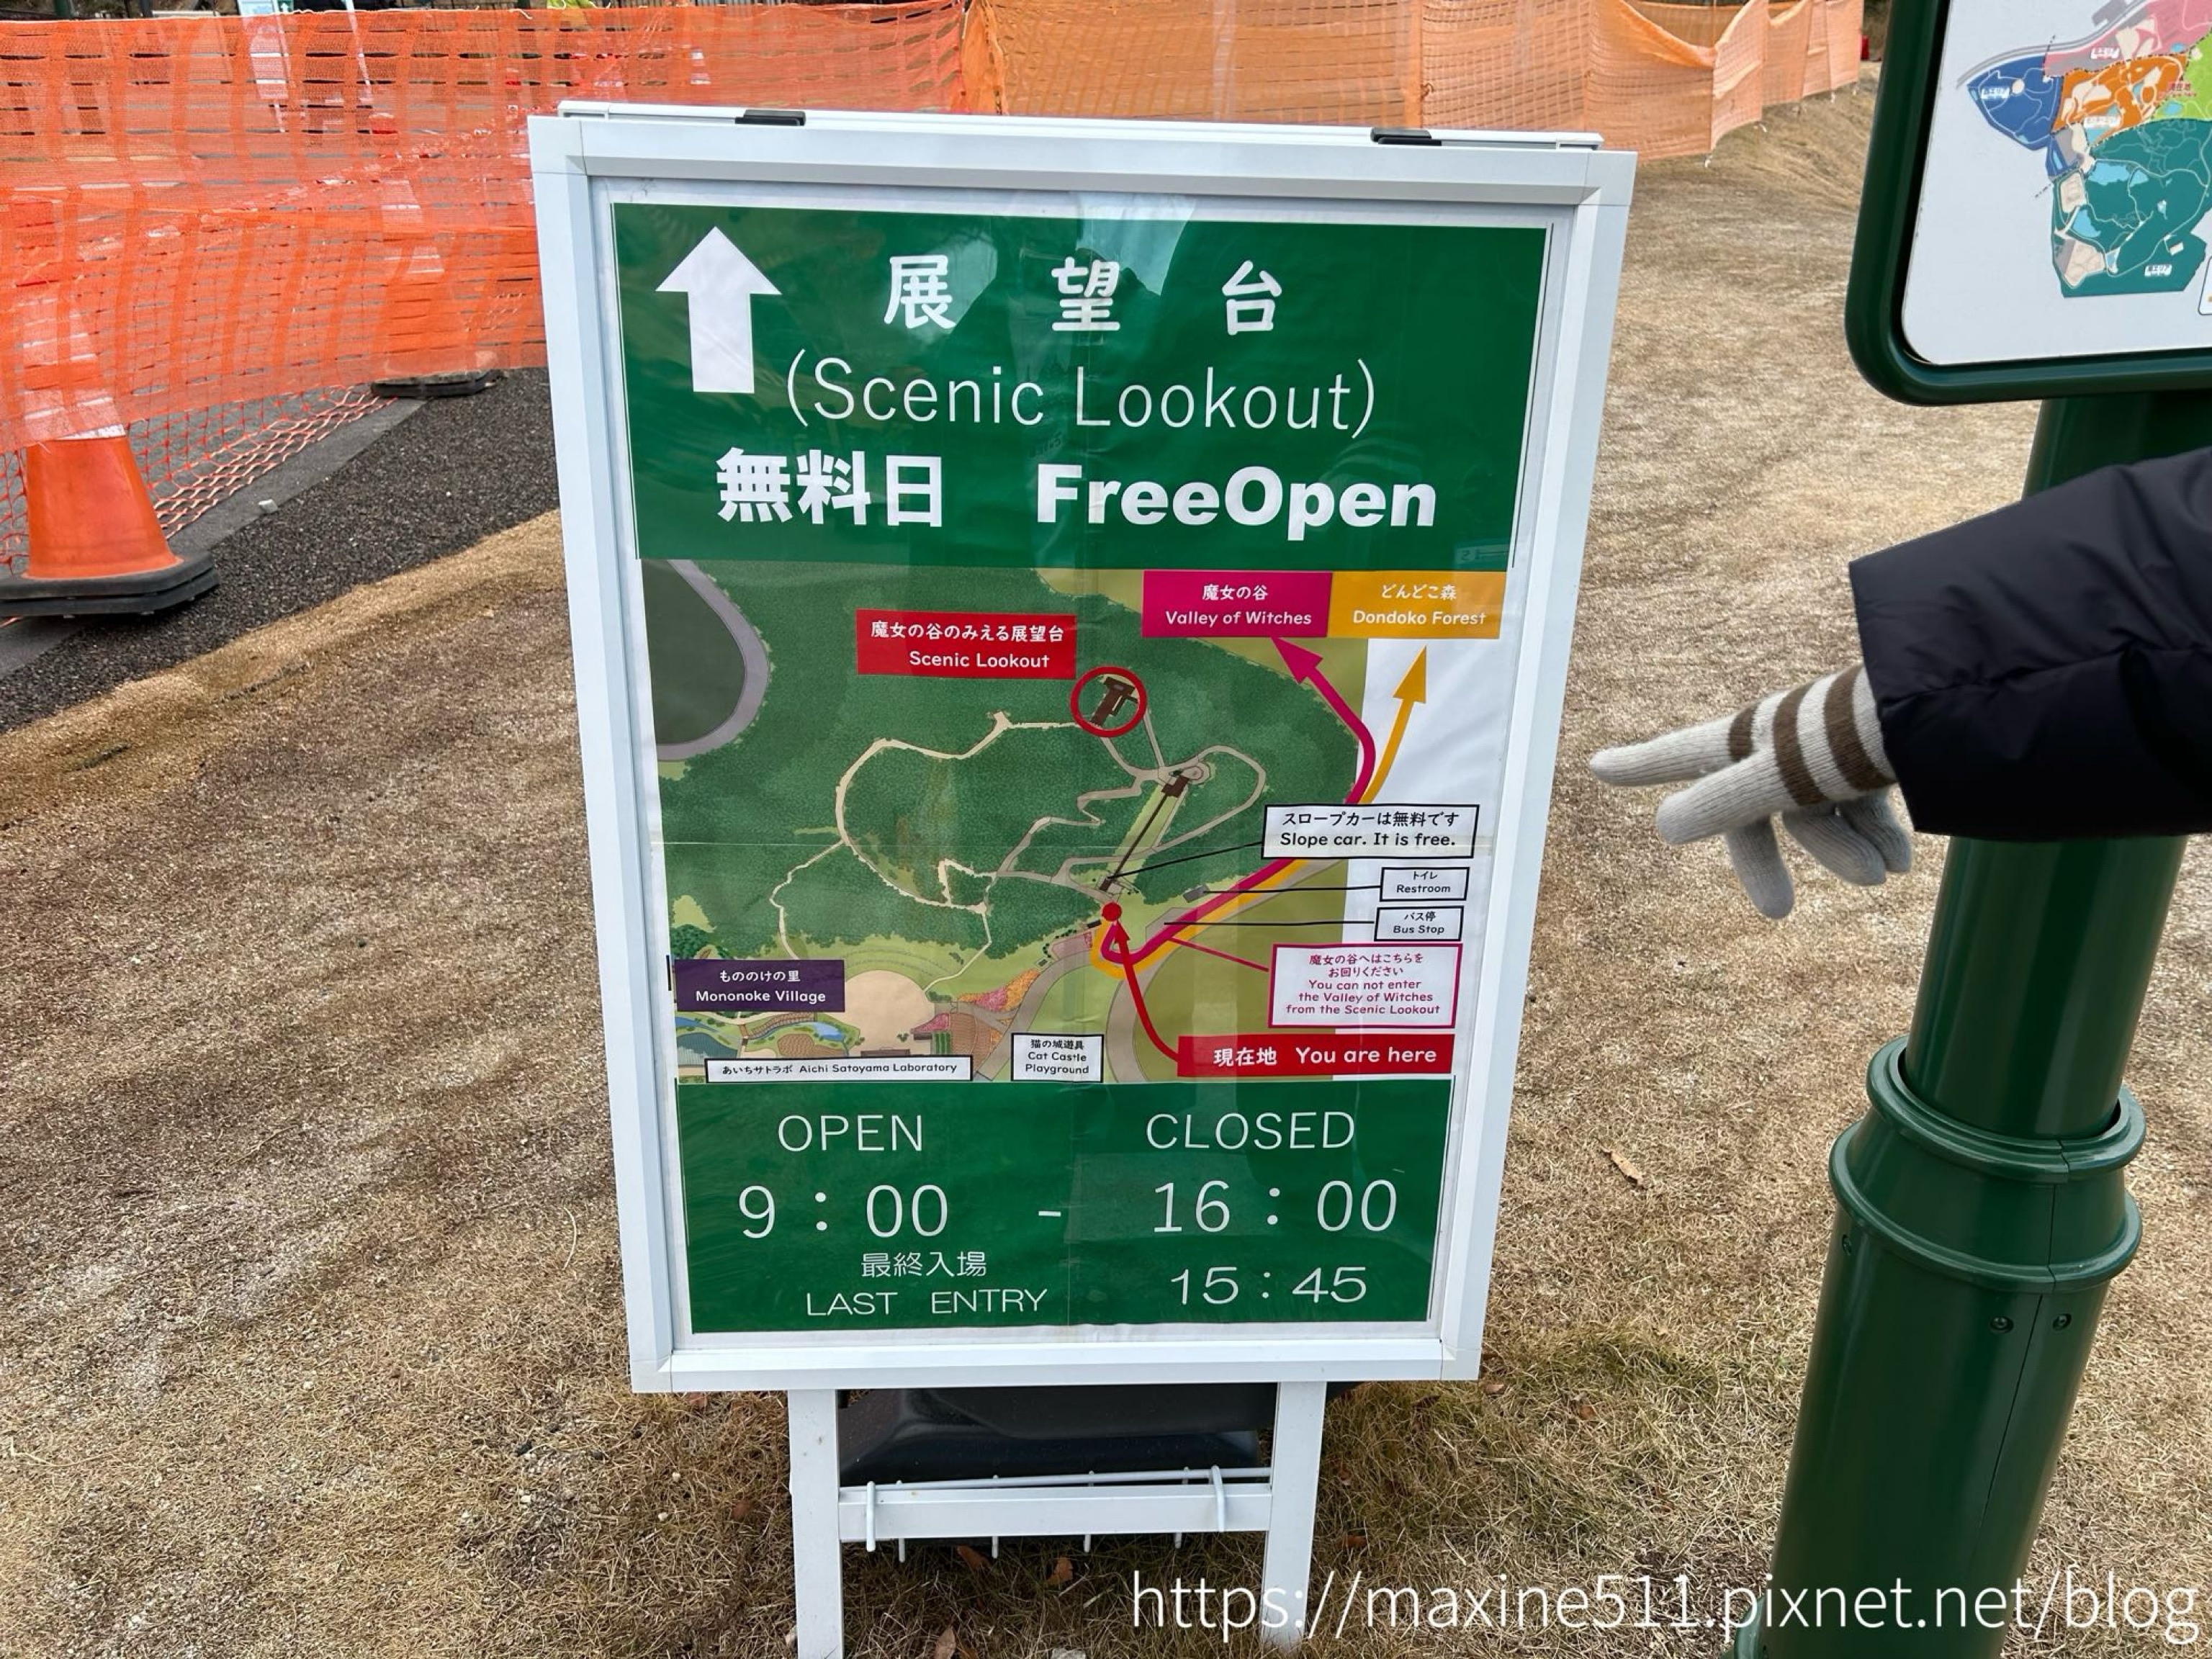 展望台
(Scenic Lookout)
無料日 FreeOpen
魔女の谷
Valley of Witches
どんどこ森
Dondoko Forest
魔女の谷のみえる展望台
Scenic Lookout
スロープカーは無料です
Slope car. It is free.
トイレ
Restroom
バス停
Bus Stop
魔女の谷へはこちらを
お回りください
You can not enter
the Valley of Witches
from the Scenic Lookout
もののけの里
Mononoke Village
猫の城遊具
Cat Castle
Playground
現在地 You are here
あいちサトラボ Aichi Satoyama Laboratory
OPEN CLOSED
9：00 - 16：00
最終入場
LAST ENTRY 15：45
https://maxine511.pixnet.net/blog